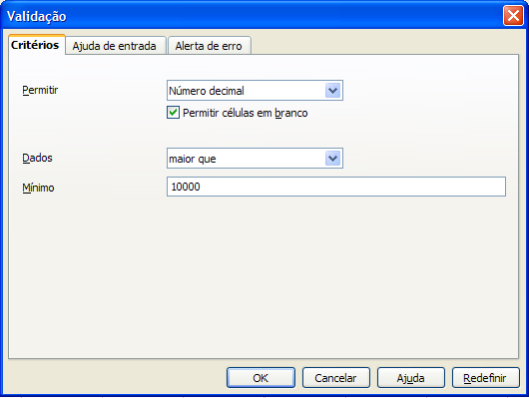 Validação
Critérios
Ajuda de entrada
Alerta de erro
Permitir
Número decimal
Permitir células em branco
Dados
maior que
Mínimo
10000
OK
Cancelar
Ajuda
Redefinir